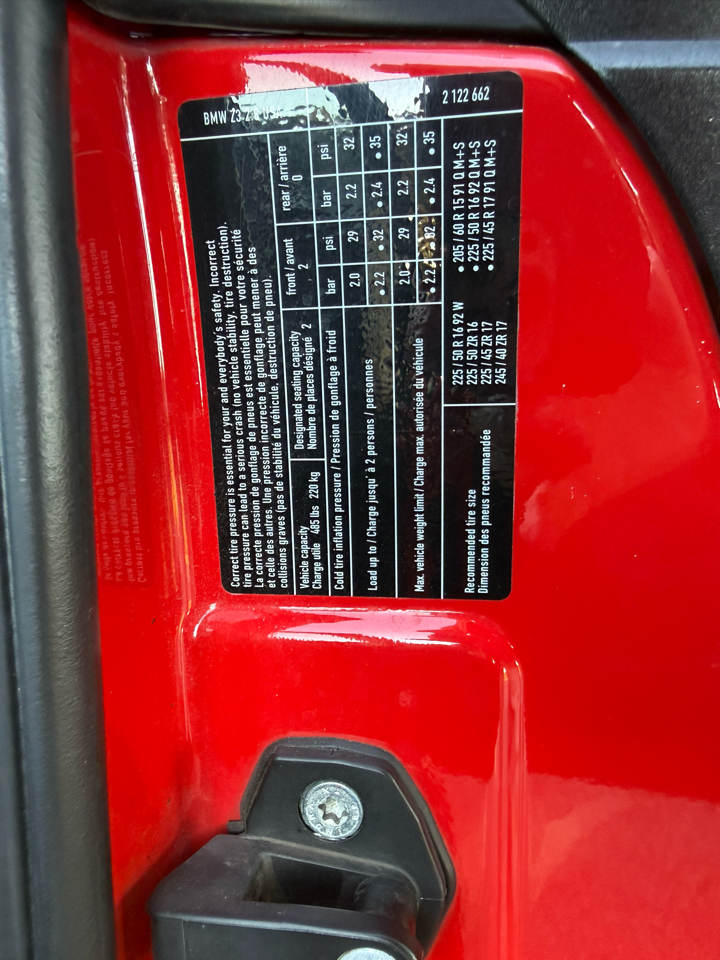 BMW Z3 2 122 662
Correct tire pressure is essential for your and everybody's safety. Incorrect
tire pressure can lead to a serious crash (no vehicle stability, tire destruction).
La correcte pression de gonflage de pneus est essentielle pour votre sécurité
et celle des autres. Une pression incorrecte de gonflage peut mener à des
collisions graves (pas de stabilité du véhicule, destruction de pneu).
Vehicle capacity
Charge utile 485 lbs 220 kg
Designated seating capacity
Nombre de places désigné 2
front / avant
2
rear / arrière
0
Cold tire inflation pressure / Pression de gonflage à froid bar psi bar psi
Load up to / Charge jusqu' à 2 persons / personnes
2.0 29 2.2 32
• 2.2 • 32 • 2.4 • 35
Max. vehicle weight limit / Charge max. autorisée du véhicule
2.0 29 2.2 32
• 2.2 • 32 • 2.4 • 35
Recommended tire size
Dimension des pneus recommandée
225 / 50 R 16 92 W • 205 / 60 R 15 91 Q M+S
225 / 50 ZR 16 • 225 / 50 R 16 92 Q M+S
225 / 45 ZR 17 • 225 / 45 R 17 91 Q M+S
245 / 40 ZR 17